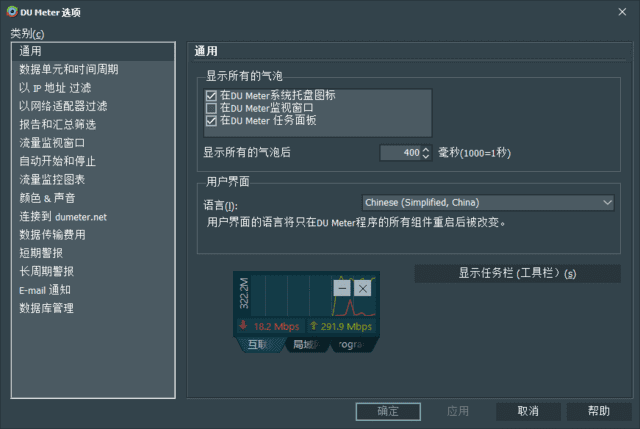 DU Meter 选项
类别(c)
通用
数据单元和时间周期
以 IP 地址 过滤
以网络适配器过滤
报告和汇总筛选
流量监视窗口
自动开始和停止
流量监控图表
颜色 & 声音
连接到 dumeter.net
数据传输费用
短期警报
长周期警报
E-mail 通知
数据库管理
通用
显示所有的气泡
在DU Meter系统托盘图标
在DU Meter监视窗口
在DU Meter 任务面板
显示所有的气泡后 400 毫秒(1000=1秒)
用户界面
语言(l): Chinese (Simplified, China)
用户界面的语言将只在DU Meter程序的所有组件重启后被改变。
显示任务栏 (工具栏）(s)
322.2M
18.2 Mbps 291.9 Mbps
互联 局域 rogra
确定 应用 取消 帮助